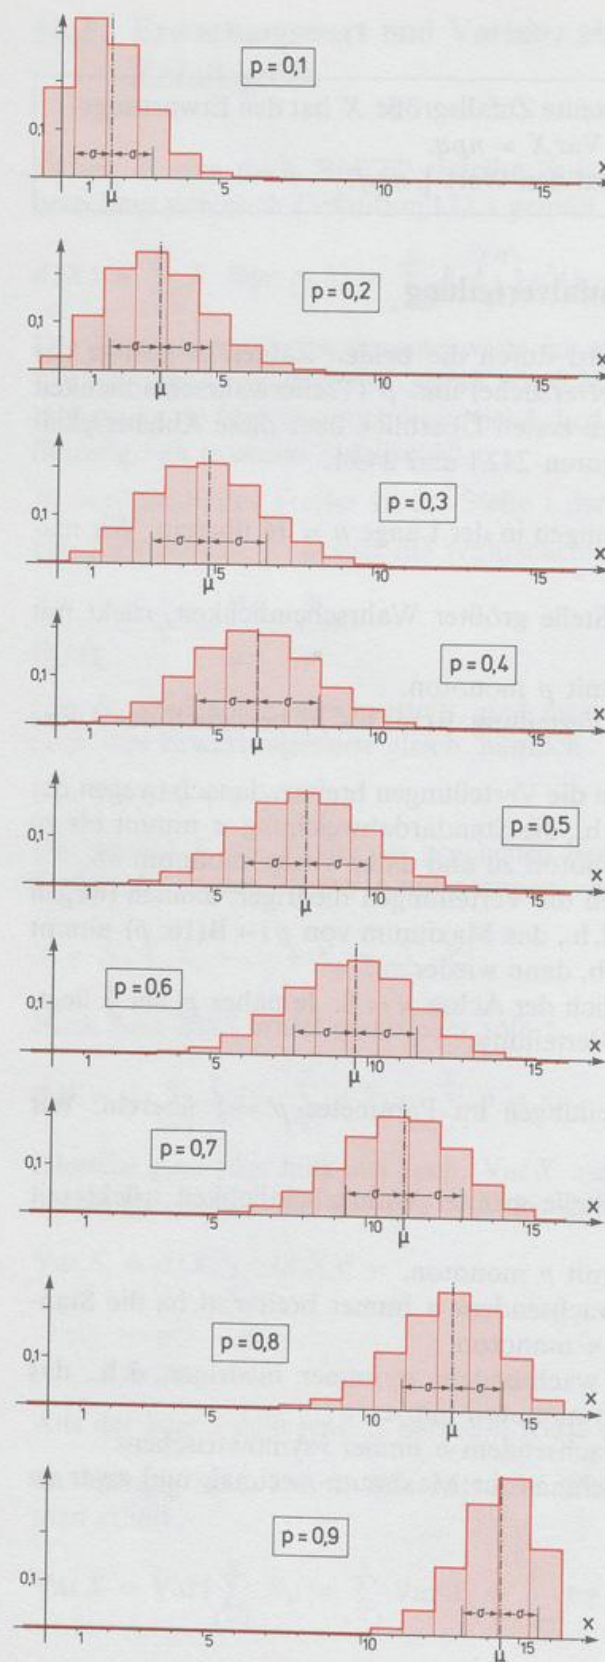 p = 0,1
0,1
σ σ
1 5 10 15 x
μ
p = 0,2
0,1
σ σ
1 5 10 15 x
μ
p = 0,3
0,1
σ σ
1 5 10 15 x
μ
p = 0,4
0,1
σ σ
1 5 10 15 x
μ
p = 0,5
0,1
σ σ
1 5 10 15 x
μ
p = 0,6
0,1
σ σ
1 5 10 15 x
μ
p = 0,7
0,1
σ σ
1 5 10 15 x
μ
p = 0,8
0,1
σ σ
1 5 10 15 x
μ
p = 0,9
0,1
σ σ
1 5 10 15 x
μ